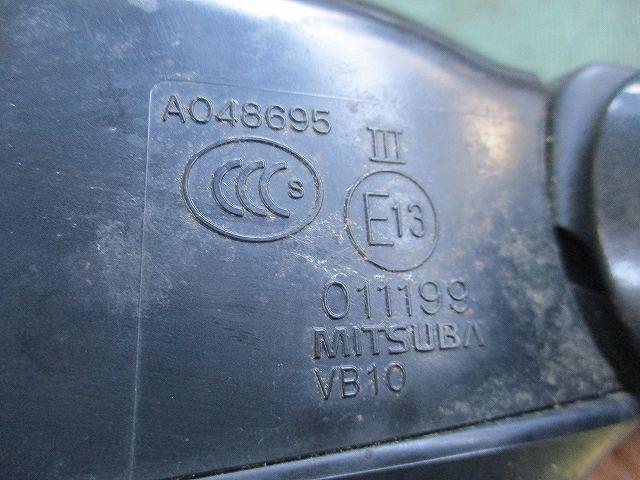 A048695
III
CCC S
E13
011199
MITSUBA
VB10